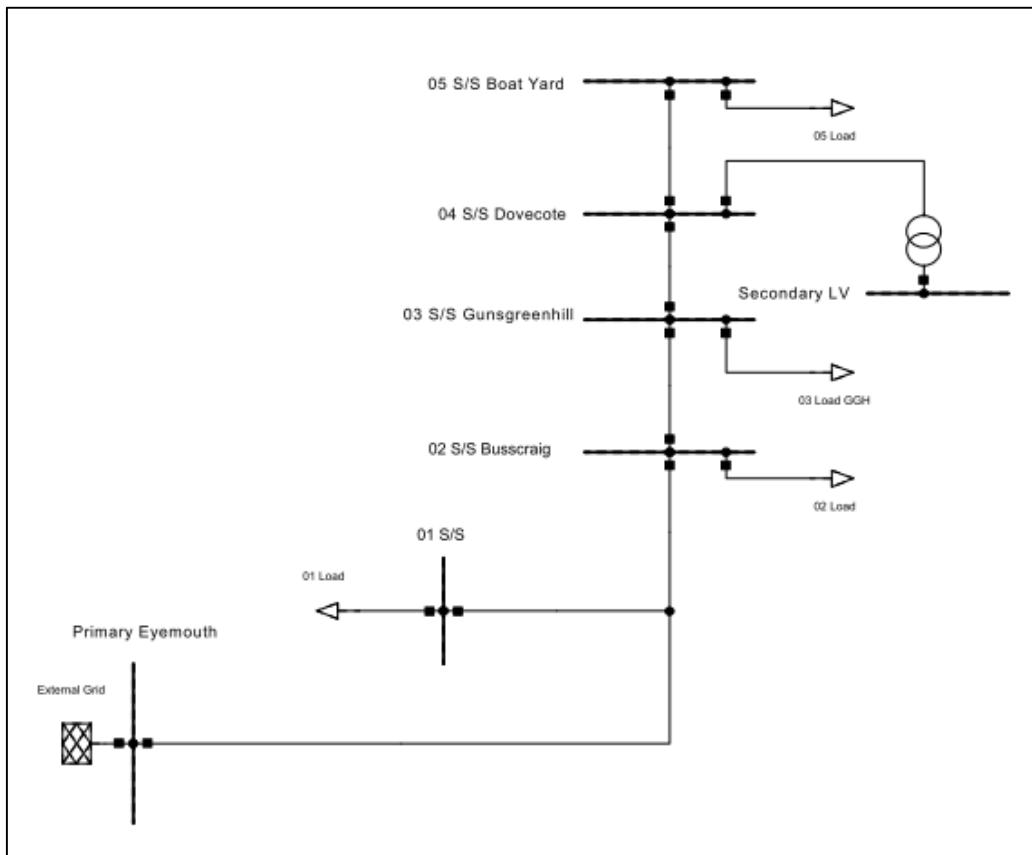 05 S/S Boat Yard
05 Load
04 S/S Dovecote
Secondary LV
03 S/S Gunsgreenhill
03 Load GGH
02 S/S Busscraig
02 Load
01 S/S
01 Load
Primary Eyemouth
External Grid